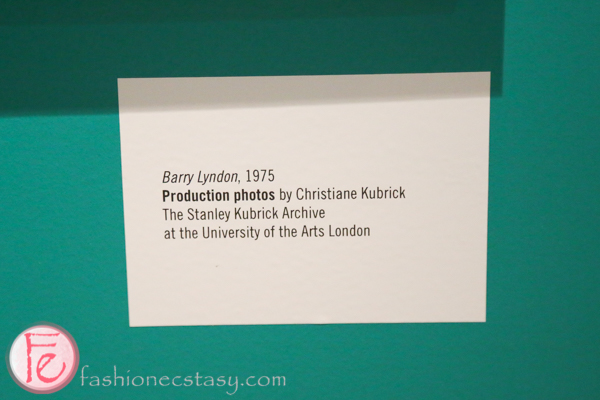 Barry Lyndon, 1975
Production photos by Christiane Kubrick
The Stanley Kubrick Archive
at the University of the Arts London
Fe
fashionecstasy.com